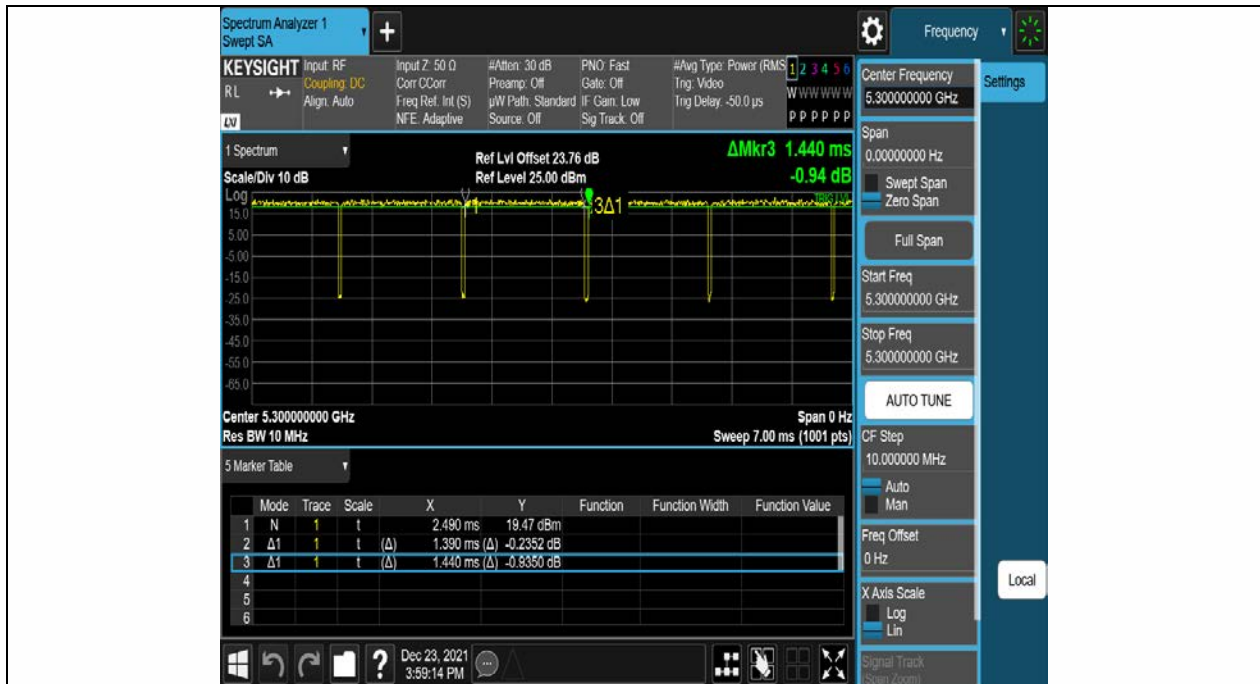 Spectrum Analyzer 1
Swept SA
+
Frequency
KEYSIGHT
RL
LXI
Input: RF
Coupling: DC
Align: Auto
Input Z: 50 Ω
Corr CCorr
Freq Ref: Int (S)
NFE: Adaptive
#Atten: 30 dB
Preamp: Off
µW Path: Standard
Source: Off
PNO: Fast
Gate: Off
IF Gain: Low
Sig Track: Off
#Avg Type: Power (RMS
Trig: Video
Trig Delay: -50.0 µs
1 2 3 4 5 6
W W W W W W
P P P P P P
1 Spectrum
Scale/Div 10 dB
Ref Lvl Offset 23.76 dB
Ref Level 25.00 dBm
ΔMkr3 1.440 ms
-0.94 dB
Log
TRIG LVL
1
3Δ1
15.0
5.00
-5.00
-15.0
-25.0
-35.0
-45.0
-55.0
-65.0
Center 5.300000000 GHz
Span 0 Hz
Res BW 10 MHz
Sweep 7.00 ms (1001 pts)
5 Marker Table
Mode Trace Scale X Y Function Function Width Function Value
1 N 1 t 2.490 ms 19.47 dBm
2 Δ1 1 t (Δ) 1.390 ms (Δ) -0.2352 dB
3 Δ1 1 t (Δ) 1.440 ms (Δ) -0.9350 dB
4
5
6
?
Dec 23, 2021
3:59:14 PM
Center Frequency
5.300000000 GHz
Span
0.00000000 Hz
Swept Span
Zero Span
Full Span
Start Freq
5.300000000 GHz
Stop Freq
5.300000000 GHz
AUTO TUNE
CF Step
10.000000 MHz
Auto
Man
Freq Offset
0 Hz
X Axis Scale
Log
Lin
Signal Track
(Span Zoom)
Settings
Local